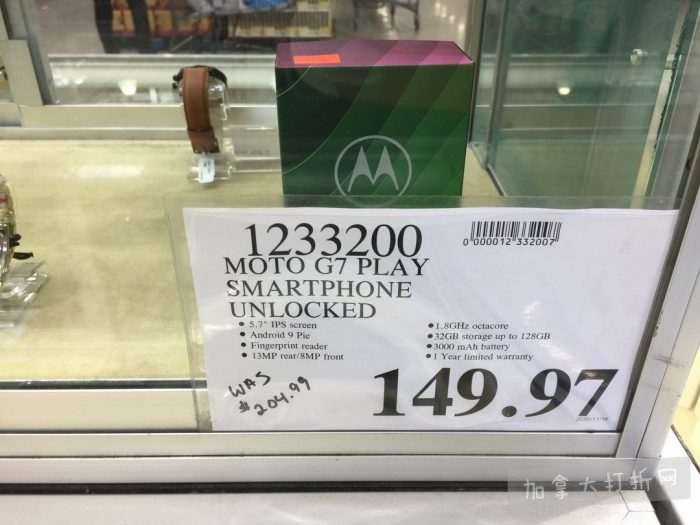 1233200
0 000012 332007
MOTO G7 PLAY
SMARTPHONE
UNLOCKED
• 5.7" IPS screen
• Android 9 Pie
• Fingerprint reader
• 13MP rear/8MP front
• 1.8GHz octacore
• 32GB storage up to 128GB
• 3000 mAh battery
• 1 Year limited warranty
WAS
$204.99
149.97
加拿大打折网